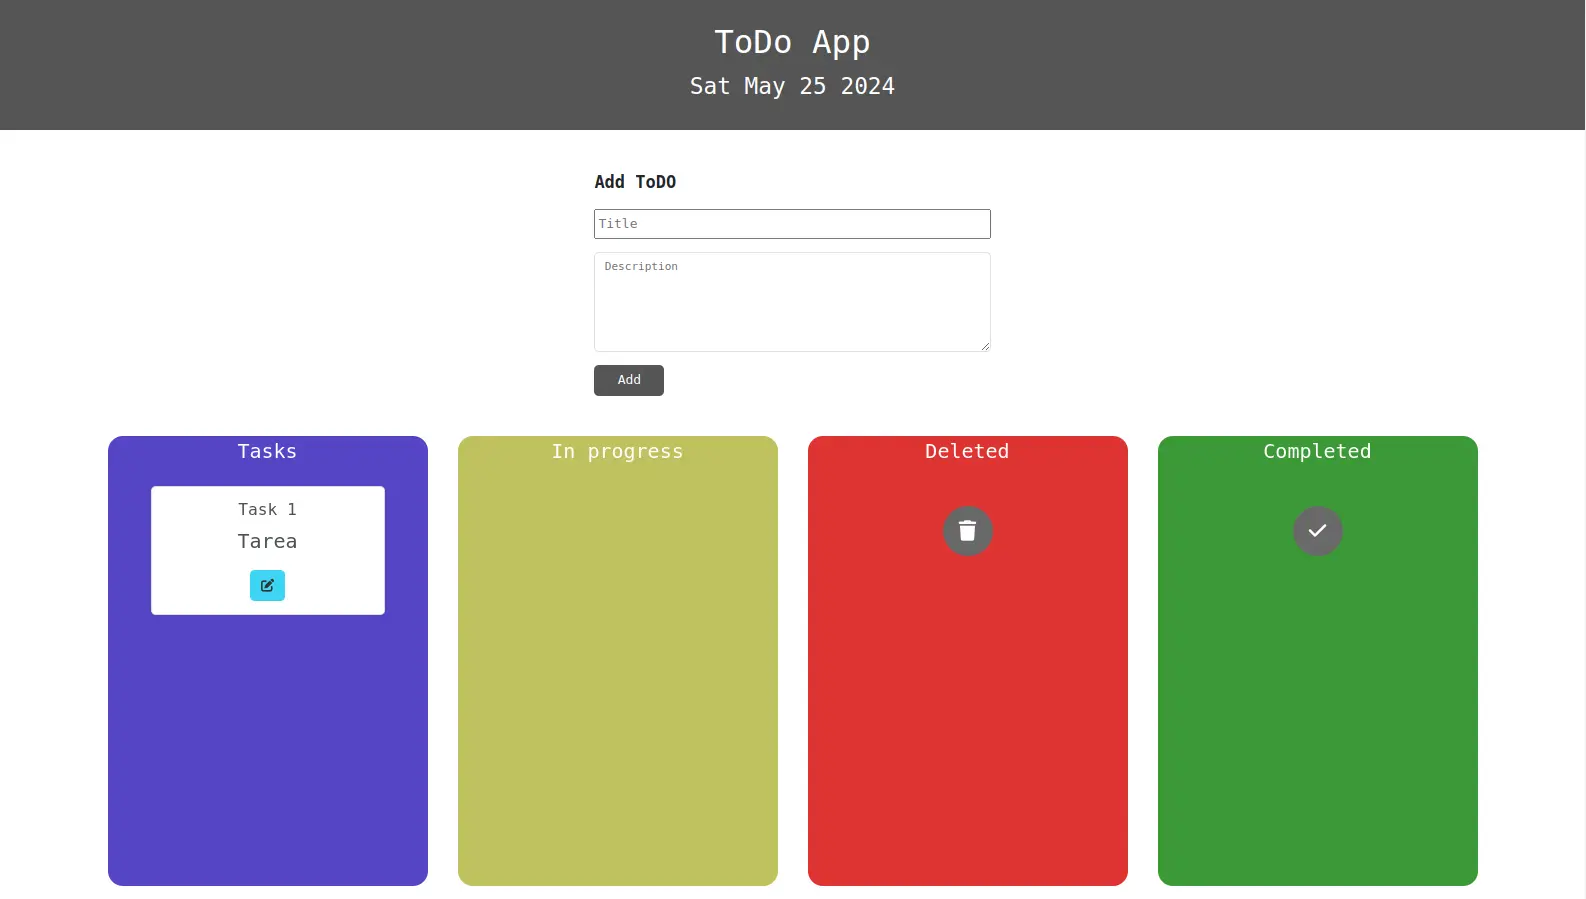 ToDo App
Sat May 25 2024
Add ToDO
Title
Description
Add
Tasks
In progress
Deleted
Completed
Task 1
Tarea